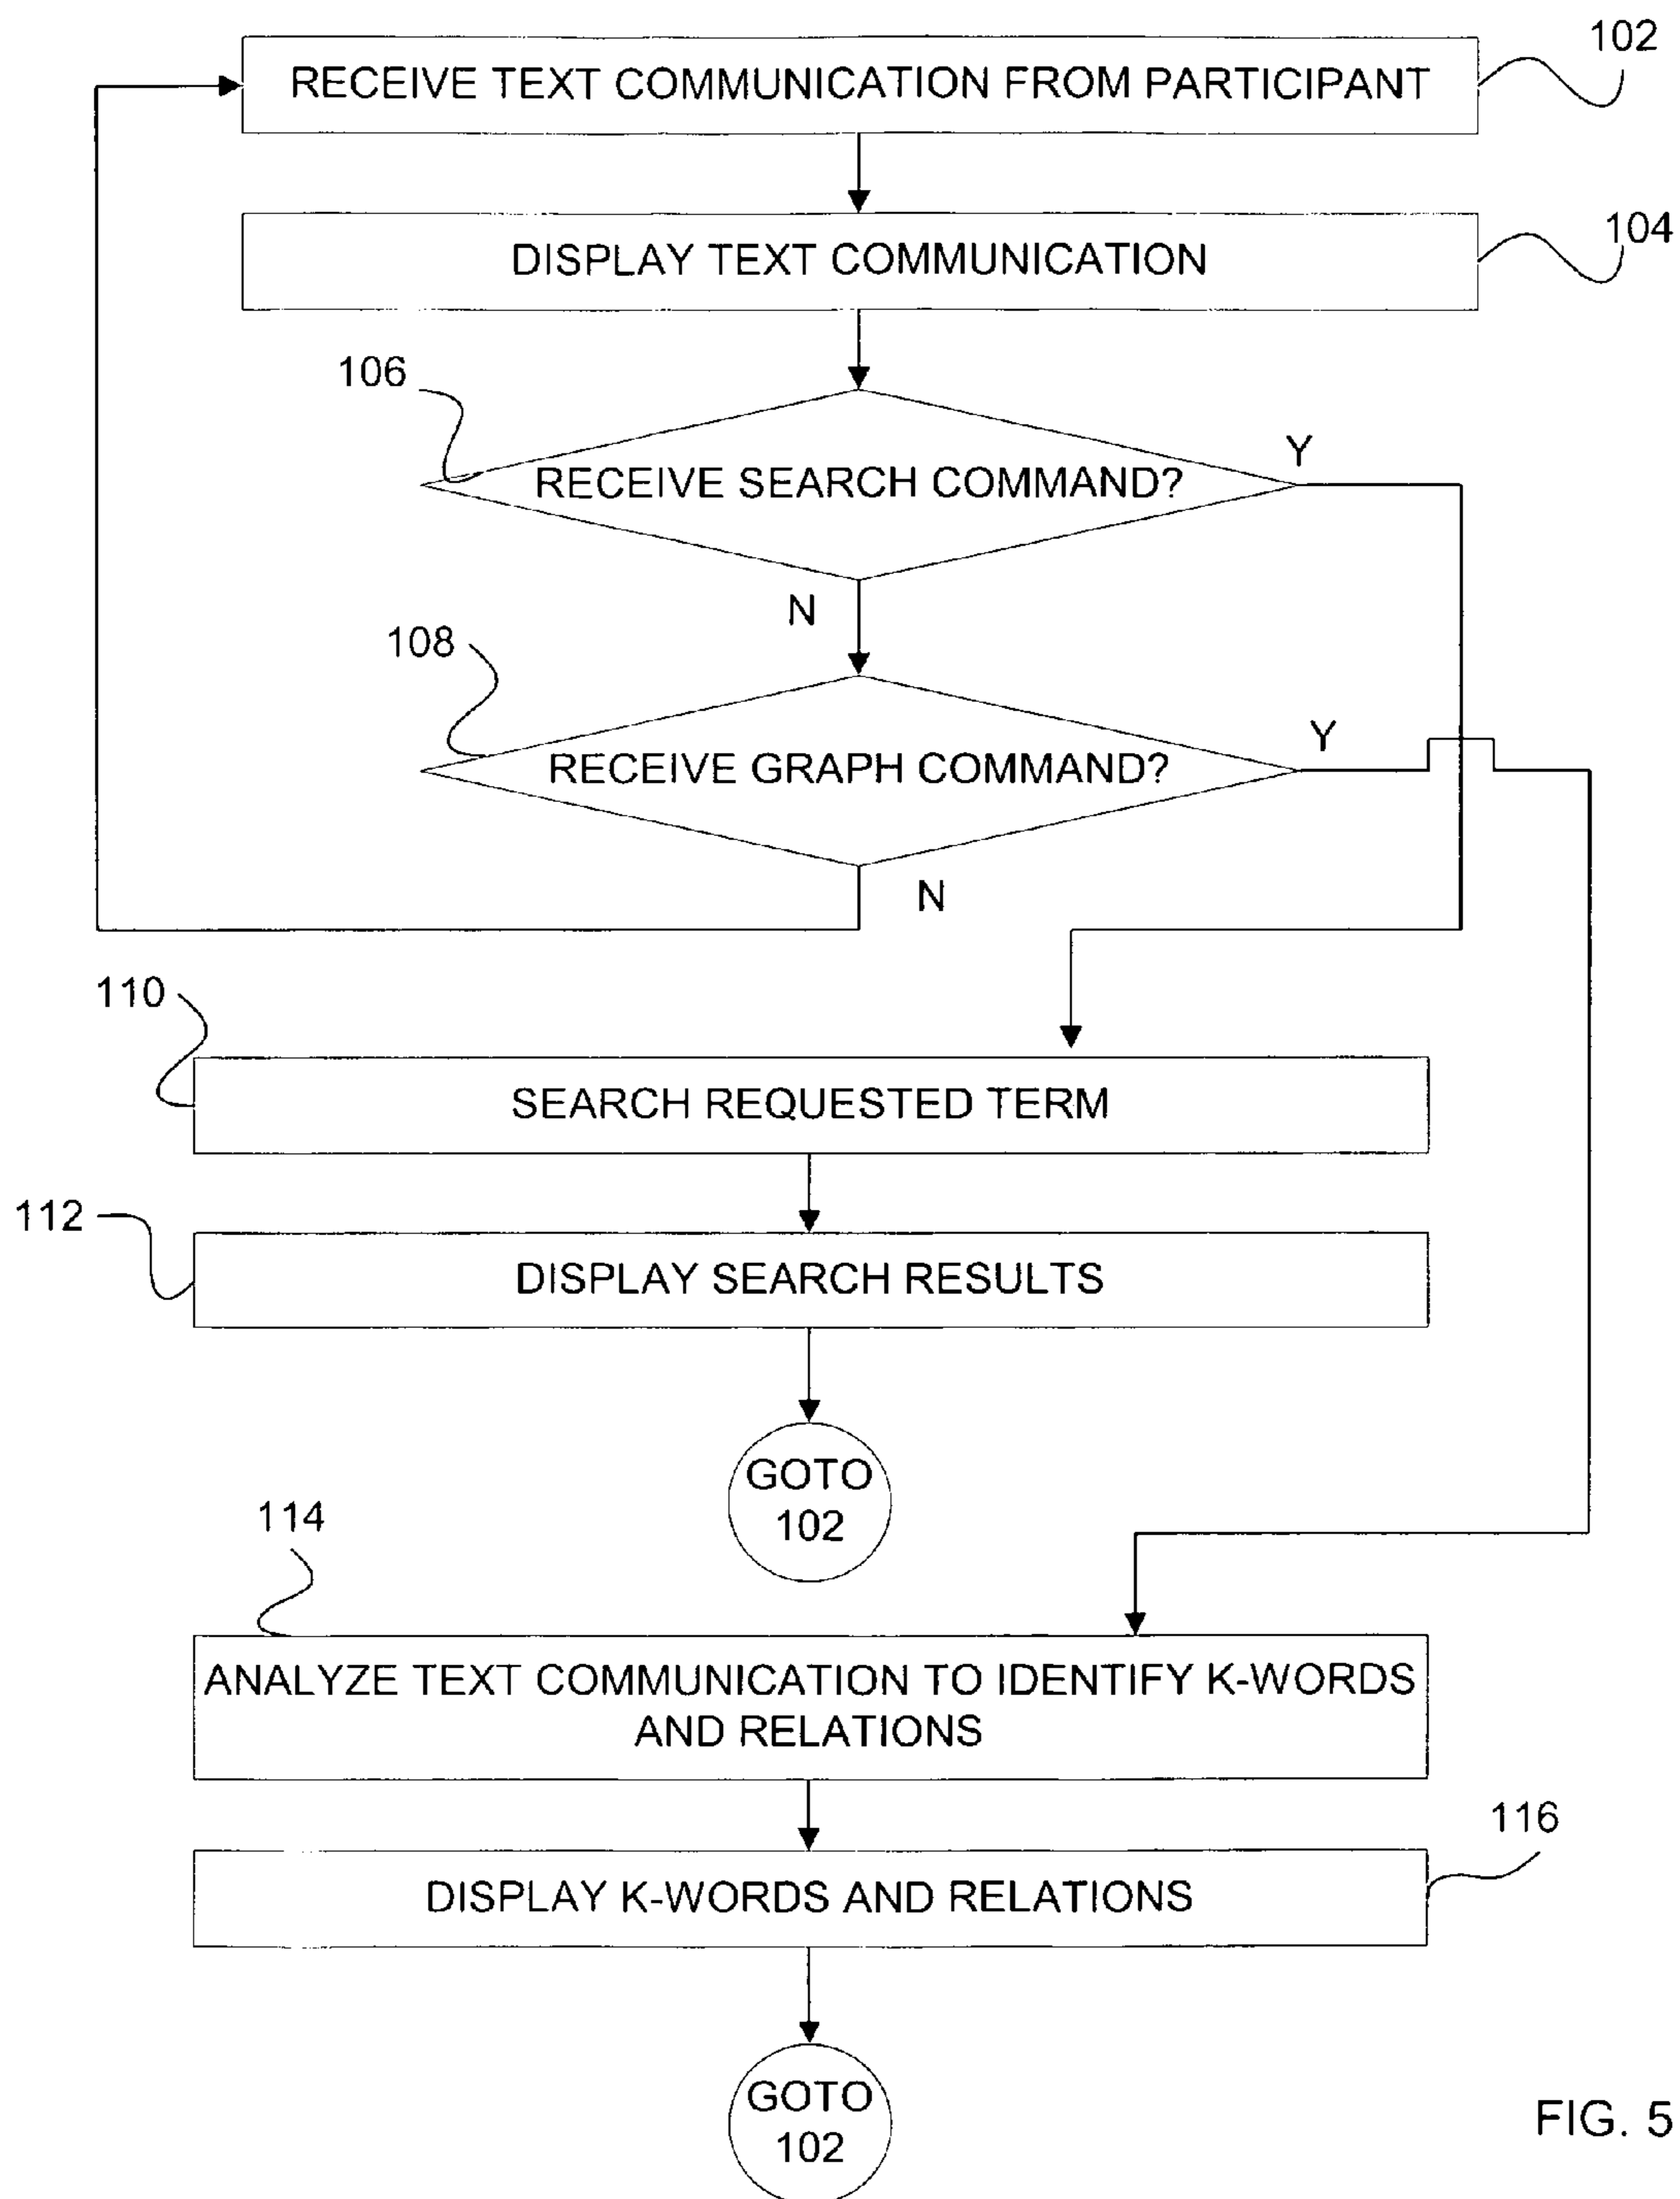 102
RECEIVE TEXT COMMUNICATION FROM PARTICIPANT
104
DISPLAY TEXT COMMUNICATION
106
Y
RECEIVE SEARCH COMMAND?
N
108
Y
RECEIVE GRAPH COMMAND?
N
110
SEARCH REQUESTED TERM
112
DISPLAY SEARCH RESULTS
GOTO
102
114
ANALYZE TEXT COMMUNICATION TO IDENTIFY K-WORDS
AND RELATIONS
116
DISPLAY K-WORDS AND RELATIONS
GOTO
102
FIG. 5